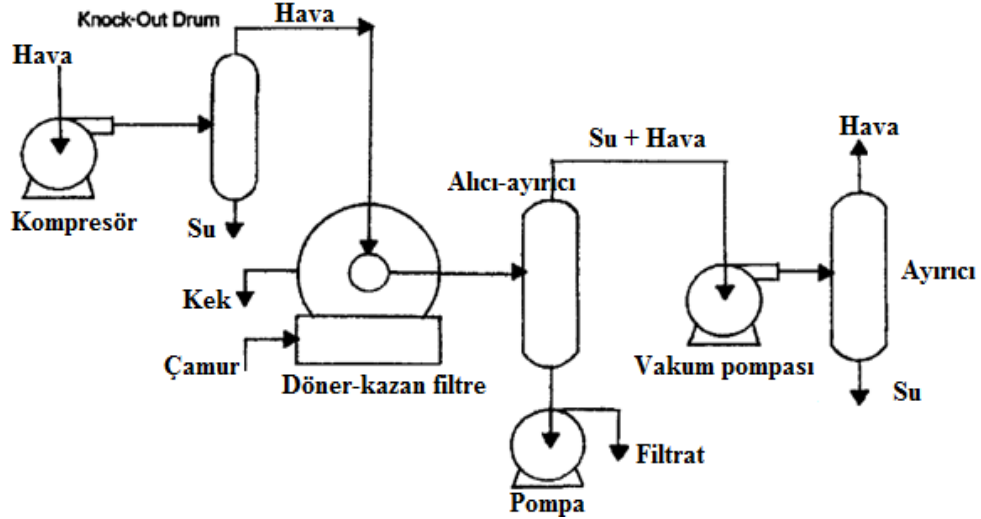 Knock-Out Drum
Hava
Hava
Kompresör
Su
Kek
Çamur
Döner-kazan filtre
Alıcı-ayırıcı
Su + Hava
Pompa
Filtrat
Vakum pompası
Hava
Ayırıcı
Su